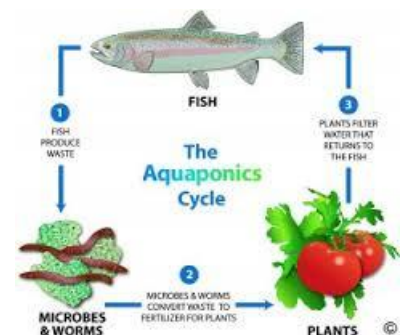 FISH
1
FISH
PRODUCE
WASTE
The
Aquaponics
Cycle
3
PLANTS FILTER
WATER THAT
RETURNS TO
THE FISH
2
MICROBES & WORMS
CONVERT WASTE TO
FERTILIZER FOR PLANTS
MICROBES
& WORMS
PLANTS
©